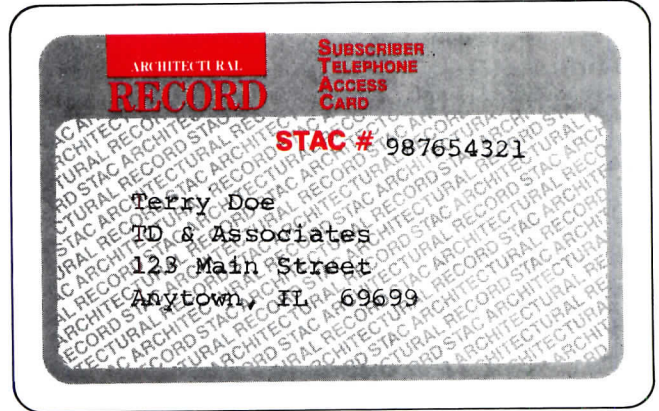 ARCHITECTURAL
RECORD
SUBSCRIBER
TELEPHONE
ACCESS
CARD
STAC # 987654321
Terry Doe
TD & Associates
123 Main Street
Anytown, IL 69699